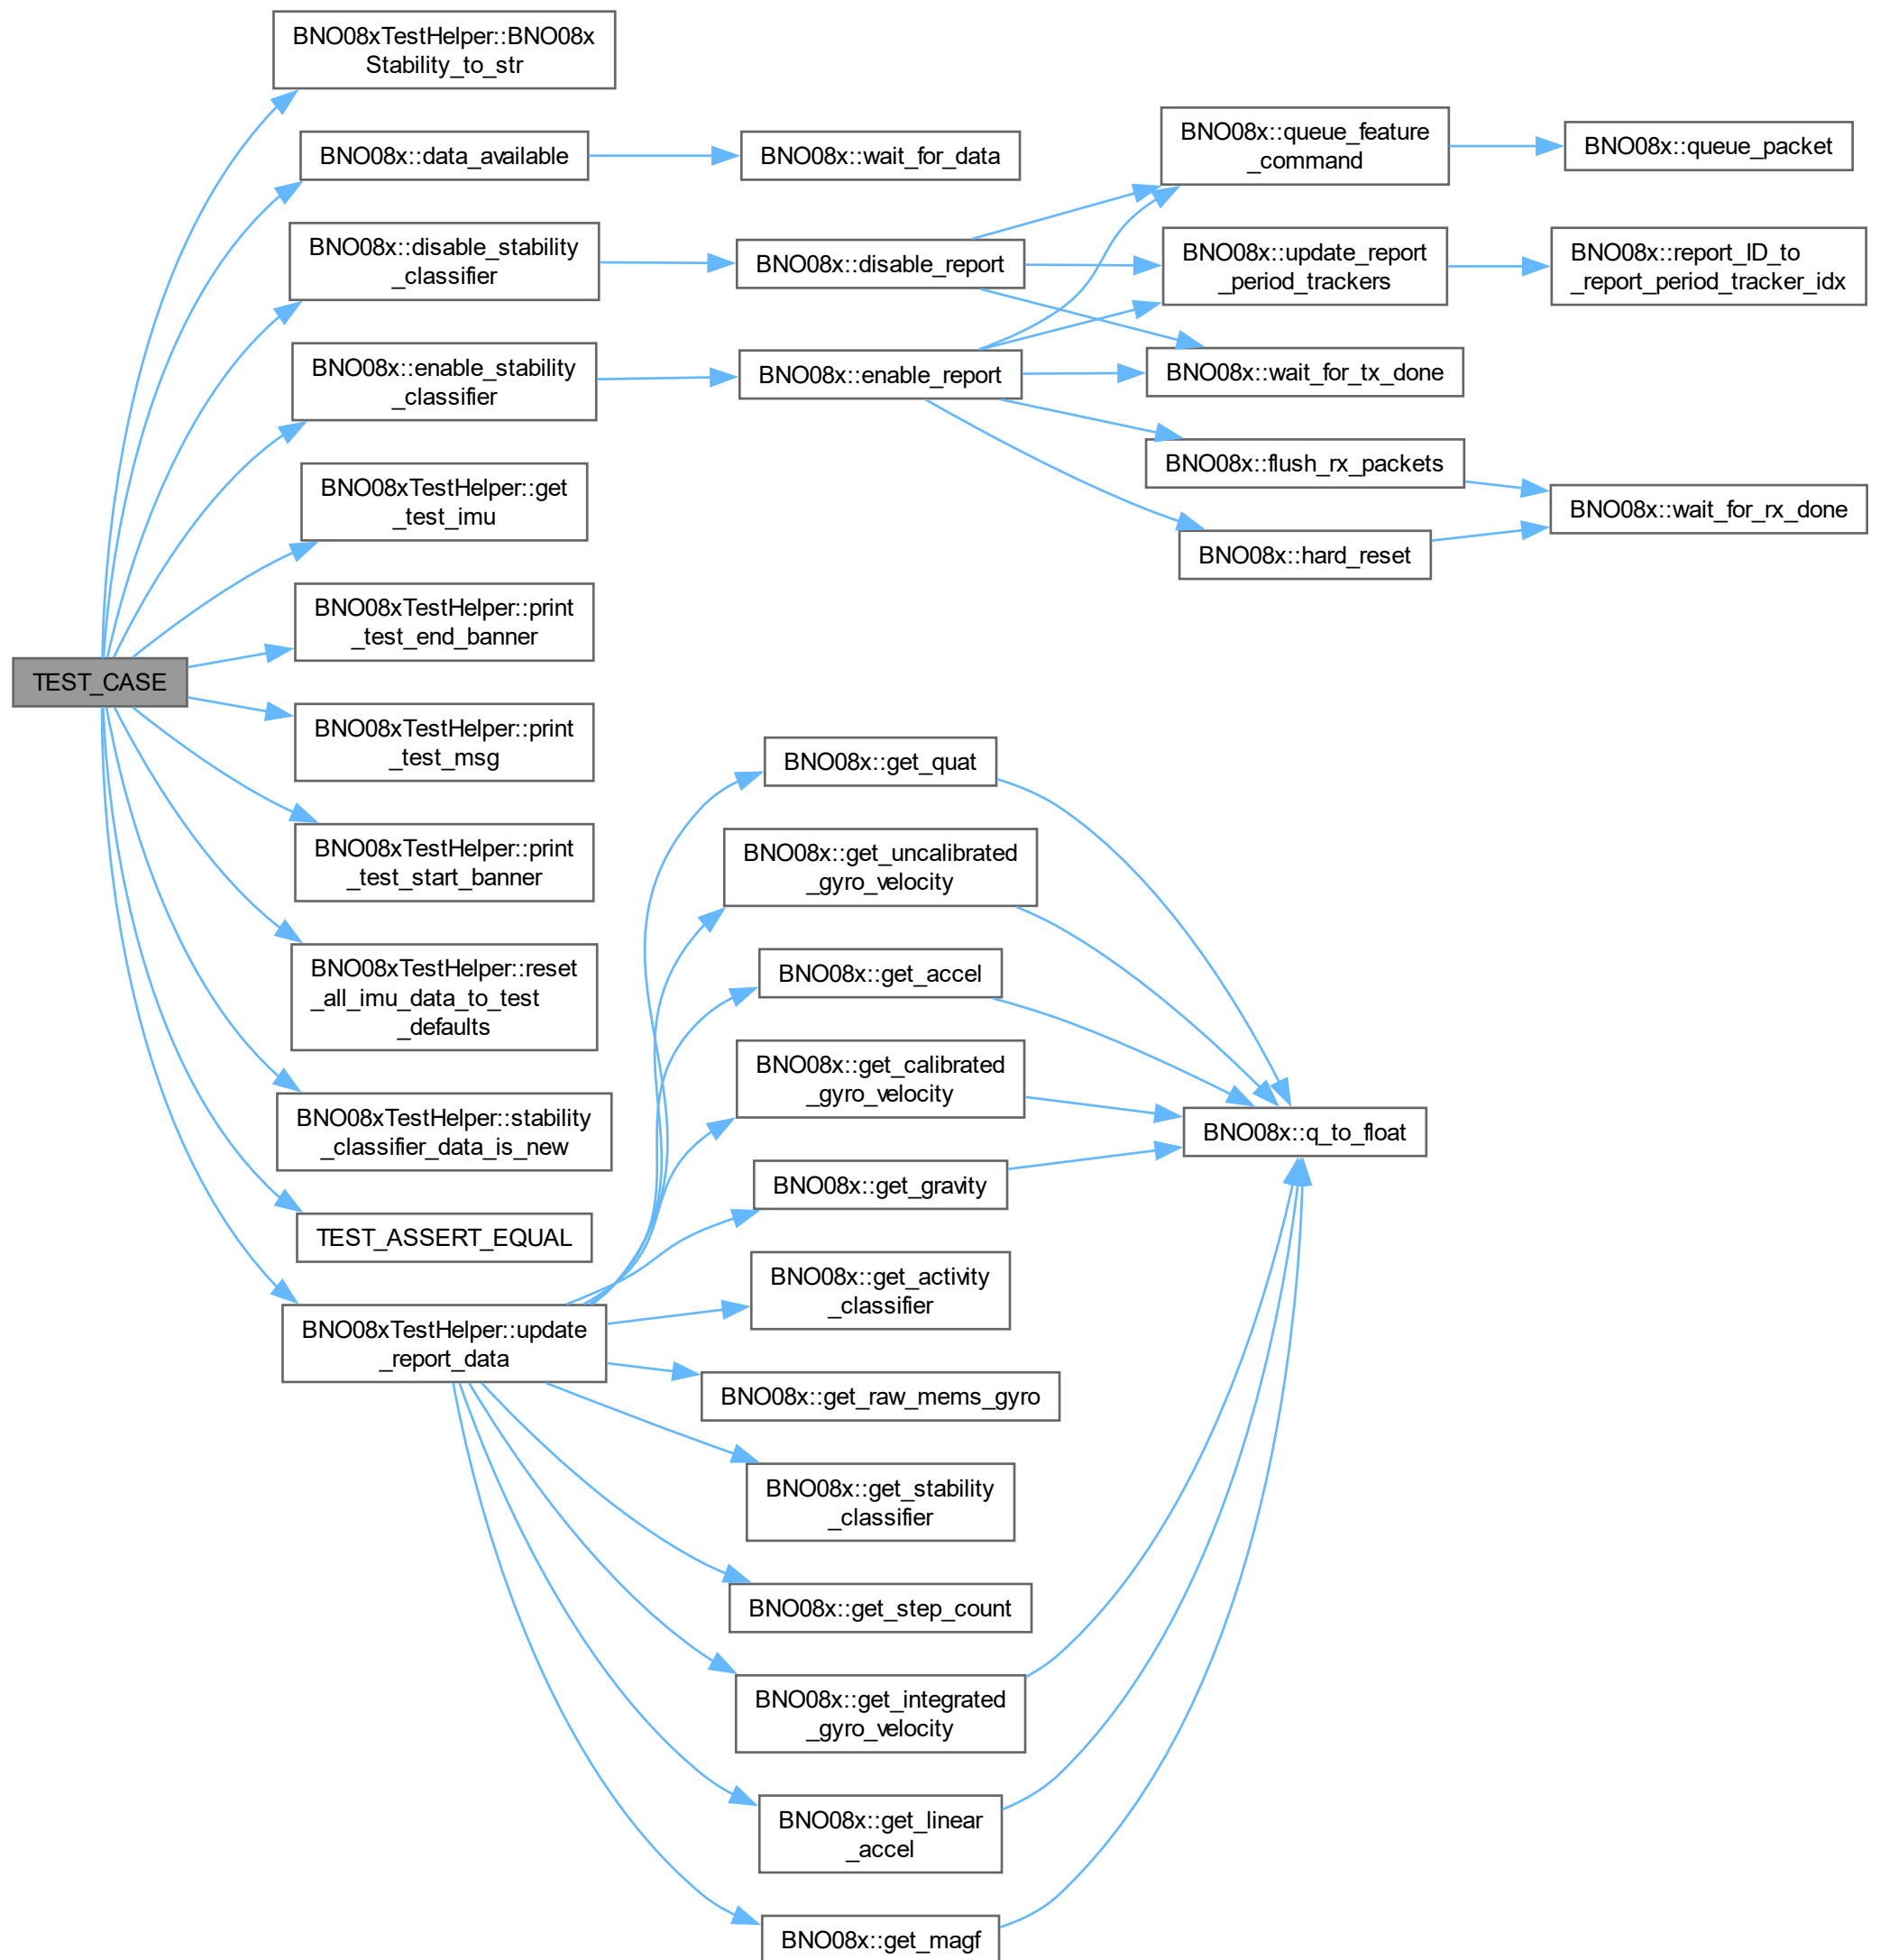 BNO08xTestHelper::BNO08x
Stability_to_str
BNO08x::data_available
BNO08x::wait_for_data
BNO08x::disable_stability
_classifier
BNO08x::disable_report
BNO08x::queue_feature
_command
BNO08x::queue_packet
BNO08x::update_report
_period_trackers
BNO08x::report_ID_to
_report_period_tracker_idx
BNO08x::wait_for_tx_done
BNO08x::enable_stability
_classifier
BNO08x::enable_report
BNO08x::flush_rx_packets
BNO08x::wait_for_rx_done
BNO08x::hard_reset
BNO08xTestHelper::get
_test_imu
BNO08xTestHelper::print
_test_end_banner
TEST_CASE
BNO08xTestHelper::print
_test_msg
BNO08xTestHelper::print
_test_start_banner
BNO08xTestHelper::reset
_all_imu_data_to_test
_defaults
BNO08xTestHelper::stability
_classifier_data_is_new
TEST_ASSERT_EQUAL
BNO08xTestHelper::update
_report_data
BNO08x::get_quat
BNO08x::get_uncalibrated
_gyro_velocity
BNO08x::get_accel
BNO08x::get_calibrated
_gyro_velocity
BNO08x::q_to_float
BNO08x::get_gravity
BNO08x::get_activity
_classifier
BNO08x::get_raw_mems_gyro
BNO08x::get_stability
_classifier
BNO08x::get_step_count
BNO08x::get_integrated
_gyro_velocity
BNO08x::get_linear
_accel
BNO08x::get_magf